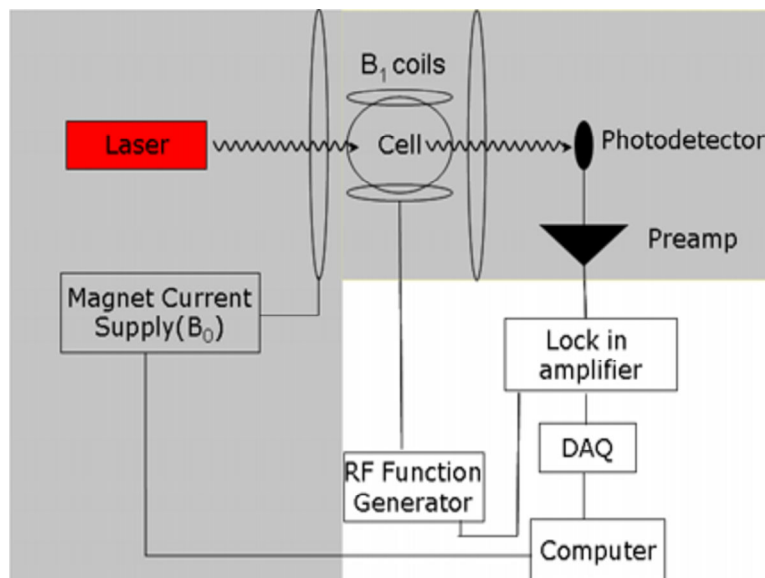 B₁ coils
Laser
Cell
Photodetector
Preamp
Magnet Current
Supply(B₀)
Lock in
amplifier
DAQ
RF Function
Generator
Computer